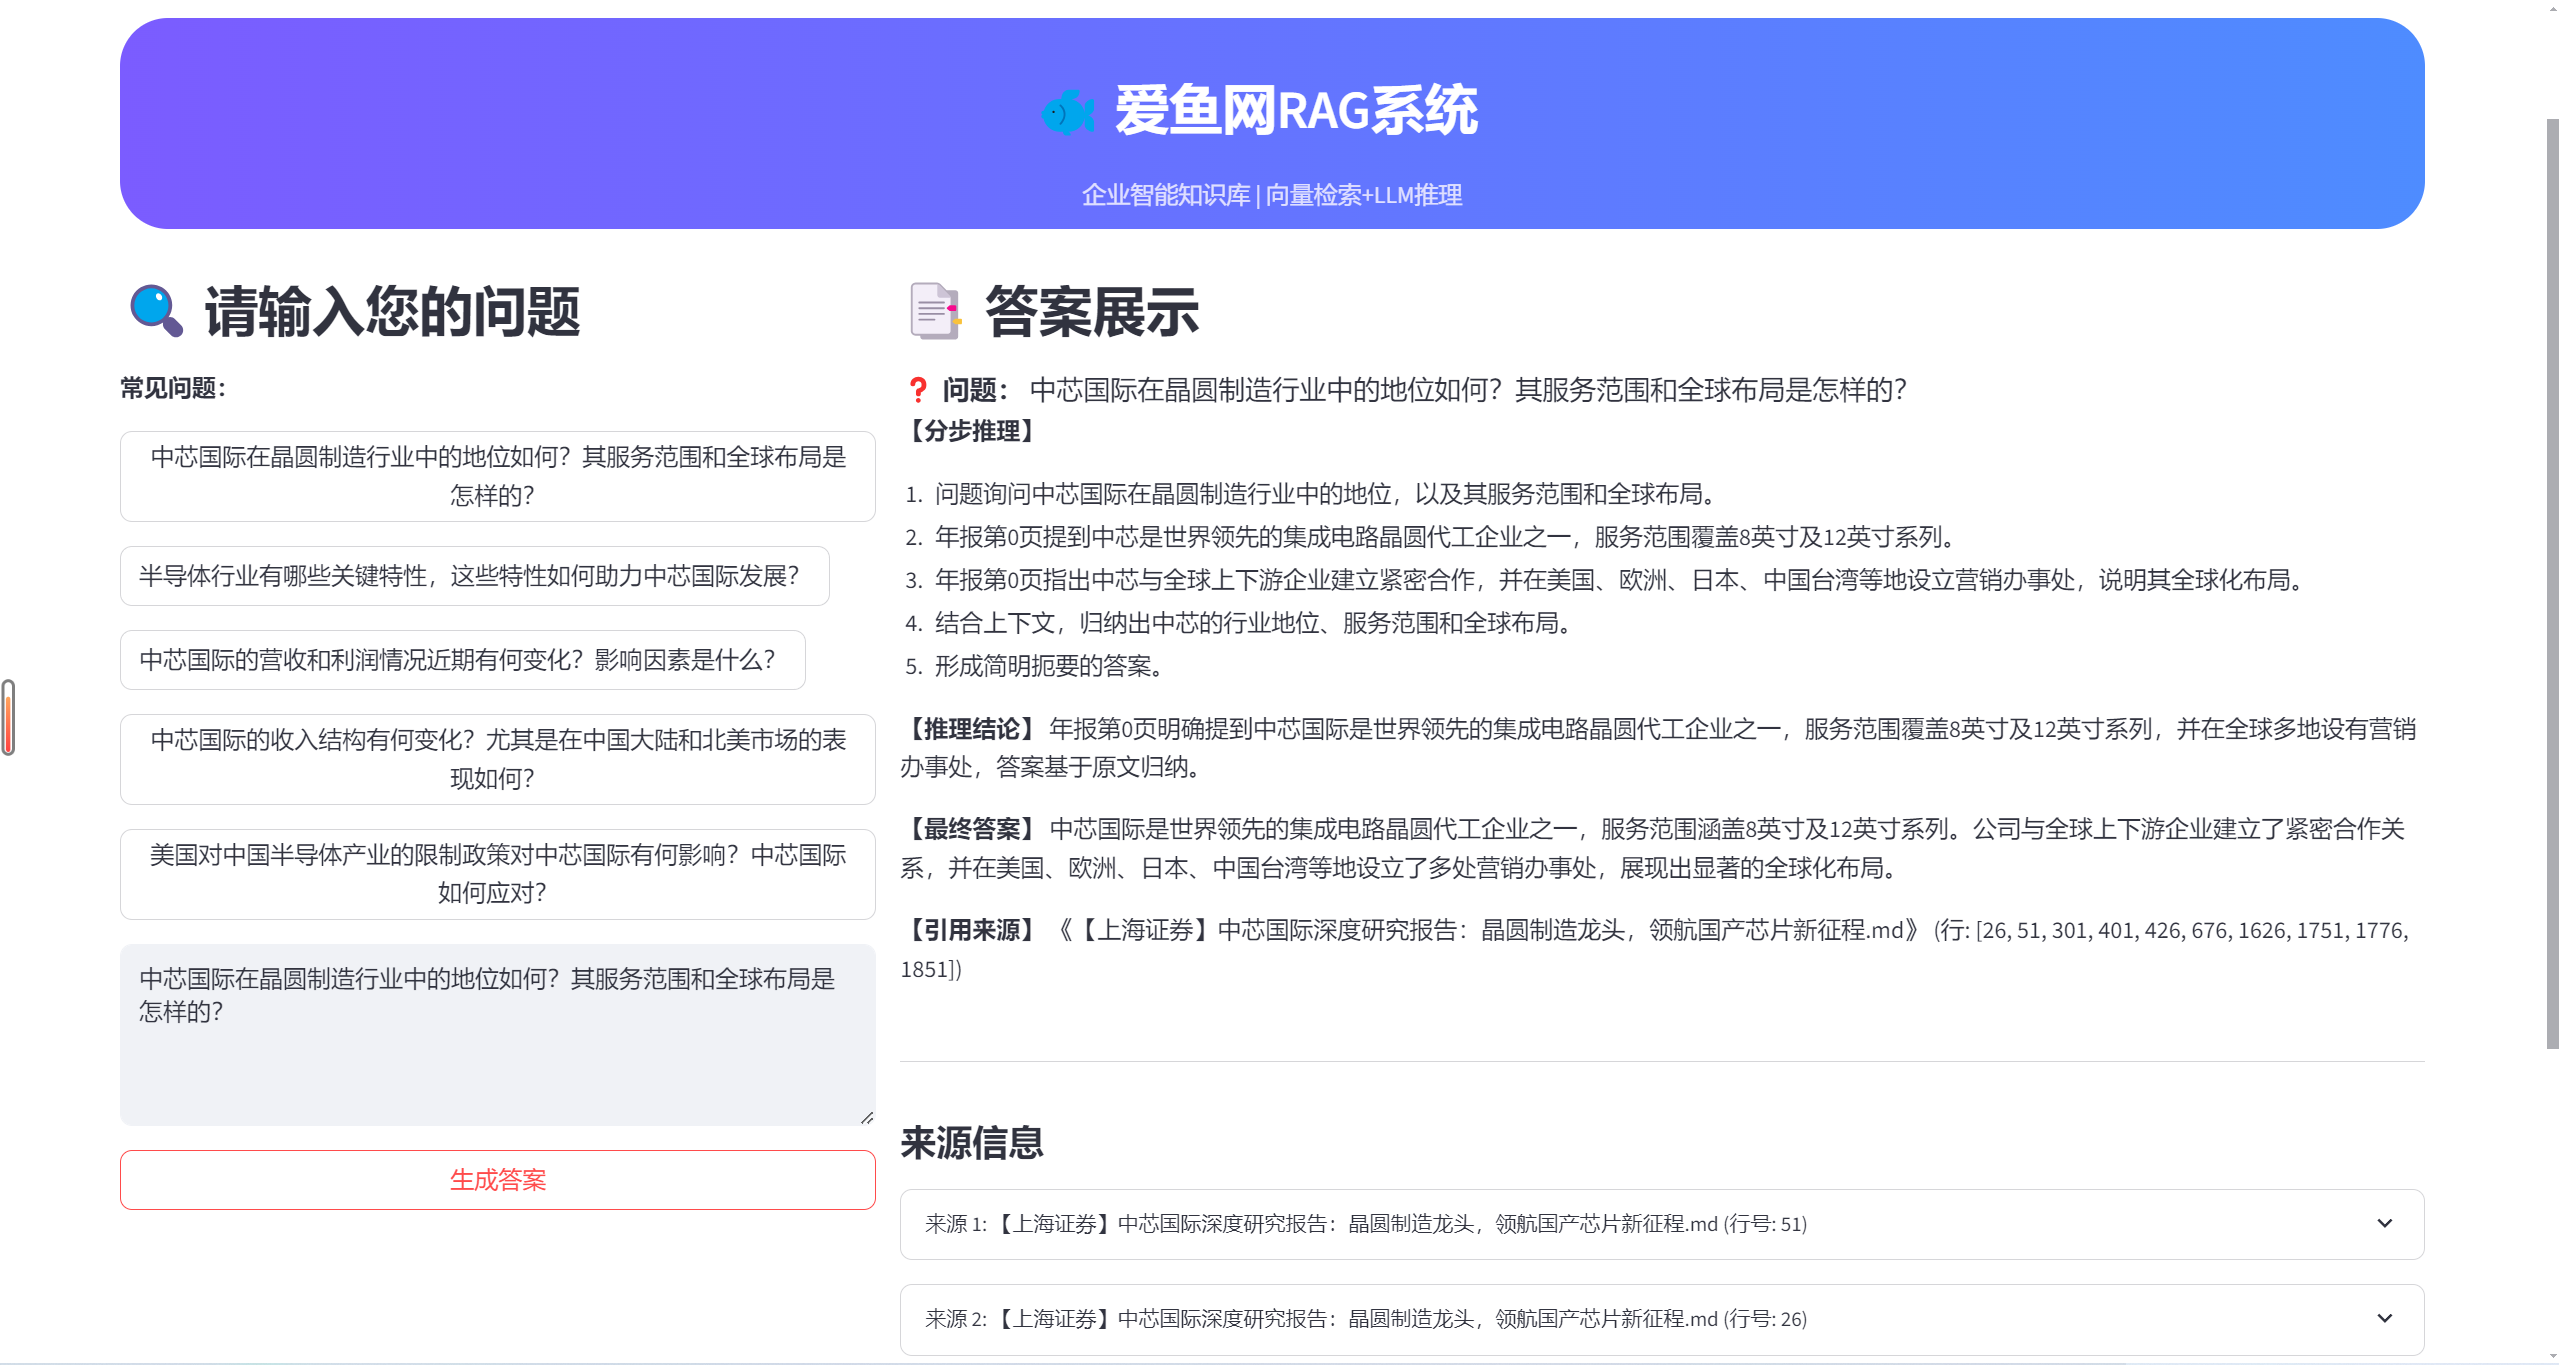 爱鱼网RAG系统
企业智能知识库 | 向量检索+LLM推理
请输入您的问题
常见问题：
中芯国际在晶圆制造行业中的地位如何？其服务范围和全球布局是
怎样的？
半导体行业有哪些关键特性，这些特性如何助力中芯国际发展？
中芯国际的营收和利润情况近期有何变化？影响因素是什么？
中芯国际的收入结构有何变化？尤其是在中国大陆和北美市场的表
现如何？
美国对中国半导体产业的限制政策对中芯国际有何影响？中芯国际
如何应对？
中芯国际在晶圆制造行业中的地位如何？其服务范围和全球布局是
怎样的？
生成答案
答案展示
❓ 问题： 中芯国际在晶圆制造行业中的地位如何？其服务范围和全球布局是怎样的？
【分步推理】
1. 问题询问中芯国际在晶圆制造行业中的地位，以及其服务范围和全球布局。
2. 年报第0页提到中芯是世界领先的集成电路晶圆代工企业之一，服务范围覆盖8英寸及12英寸系列。
3. 年报第0页指出中芯与全球上下游企业建立紧密合作，并在美国、欧洲、日本、中国台湾等地设立营销办事处，说明其全球化布局。
4. 结合上下文，归纳出中芯的行业地位、服务范围和全球布局。
5. 形成简明扼要的答案。
【推理结论】 年报第0页明确提到中芯国际是世界领先的集成电路晶圆代工企业之一，服务范围覆盖8英寸及12英寸系列，并在全球多地设有营销
办事处，答案基于原文归纳。
【最终答案】 中芯国际是世界领先的集成电路晶圆代工企业之一，服务范围涵盖8英寸及12英寸系列。公司与全球上下游企业建立了紧密合作关
系，并在美国、欧洲、日本、中国台湾等地设立了多处营销办事处，展现出显著的全球化布局。
【引用来源】 《【上海证券】中芯国际深度研究报告：晶圆制造龙头，领航国产芯片新征程.md》 (行: [26, 51, 301, 401, 426, 676, 1626, 1751, 1776,
1851])
来源信息
来源 1: 【上海证券】中芯国际深度研究报告：晶圆制造龙头，领航国产芯片新征程.md (行号: 51)
来源 2: 【上海证券】中芯国际深度研究报告：晶圆制造龙头，领航国产芯片新征程.md (行号: 26)